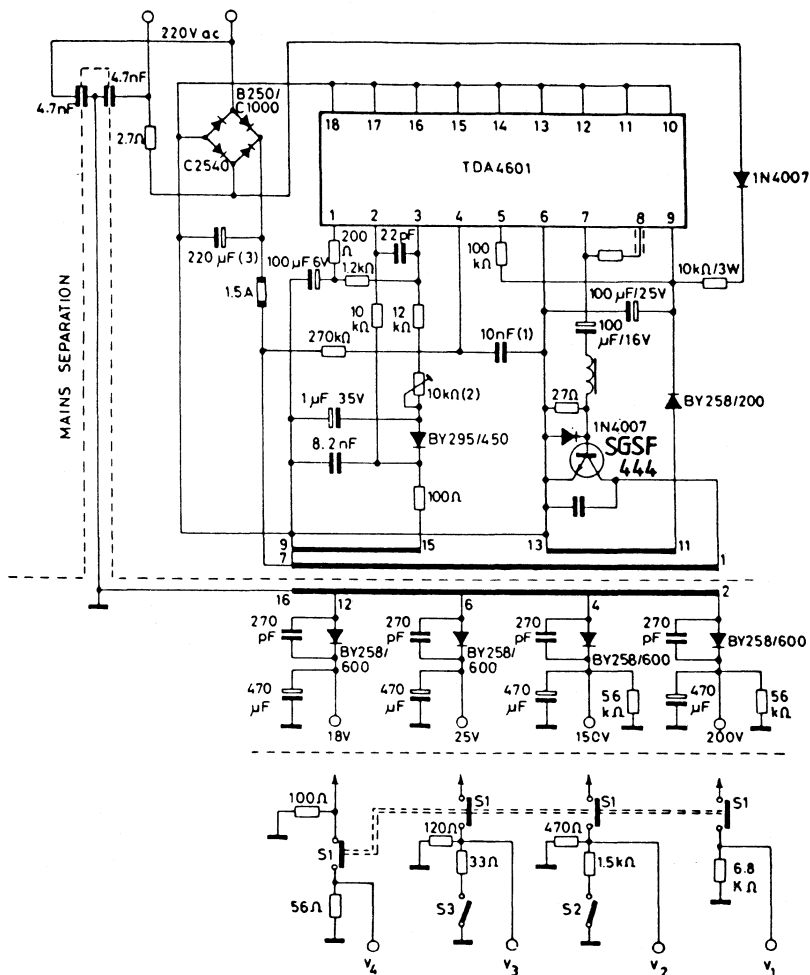 220V ac
4.7nF
4.7nF
B250/
C1000
2.7Ω
C2540
18 17 16 15 14 13 12 11 10
TDA4601
1 2 3 4 5 6 7 8 9
1N4007
MAINS SEPARATION
220 µF(3)
1.5A
100 µF 6V
200
Ω
22pF
1.2kΩ
100
kΩ
10kΩ/3W
100 µF/25V
100
µF/16V
10
kΩ
12
kΩ
270kΩ
10nF(1)
10kΩ(2)
1 µF 35V
BY295/450
8.2nF
100Ω
27Ω
1N4007
SGSF
444
BY258/200
9 15 13 11
7 1
16 12 6 4 2
270
pF
BY258/
600
270
pF
BY258/
600
270
pF
BY258/600
270
pF
BY258/600
470
µF
470
µF
470
µF
56
kΩ
470
µF
56
kΩ
18V 25V 150V 200V
100Ω
S1
S1
S1
S1
120Ω
470Ω
33Ω
1.5kΩ
6.8
KΩ
56Ω
S3
S2
V4 V3 V2 V1